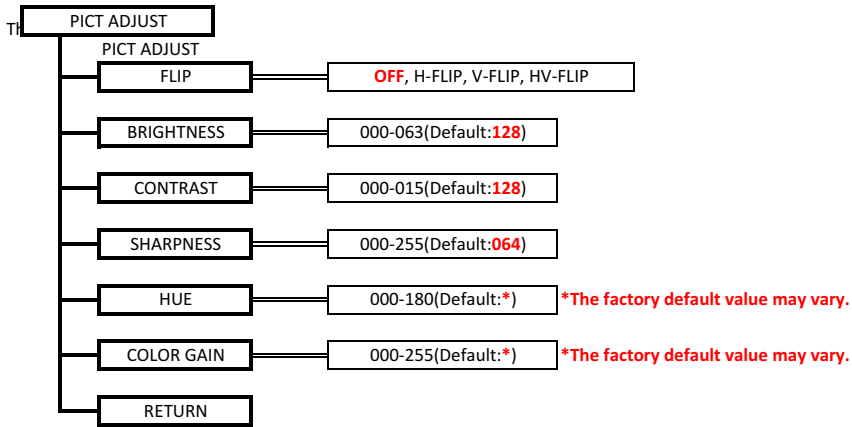 PICT ADJUST
PICT ADJUST
FLIP OFF, H-FLIP, V-FLIP, HV-FLIP
BRIGHTNESS 000-063(Default:128)
CONTRAST 000-015(Default:128)
SHARPNESS 000-255(Default:064)
HUE 000-180(Default:*) *The factory default value may vary.
COLOR GAIN 000-255(Default:*) *The factory default value may vary.
RETURN